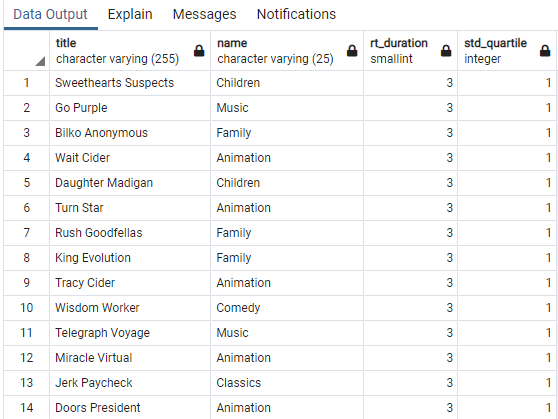 Data Output Explain Messages Notifications
title name rt_duration std_quartile
character varying (255) character varying (25) smallint integer
1 Sweethearts Suspects Children 3 1
2 Go Purple Music 3 1
3 Bilko Anonymous Family 3 1
4 Wait Cider Animation 3 1
5 Daughter Madigan Children 3 1
6 Turn Star Animation 3 1
7 Rush Goodfellas Family 3 1
8 King Evolution Family 3 1
9 Tracy Cider Animation 3 1
10 Wisdom Worker Comedy 3 1
11 Telegraph Voyage Music 3 1
12 Miracle Virtual Animation 3 1
13 Jerk Paycheck Classics 3 1
14 Doors President Animation 3 1